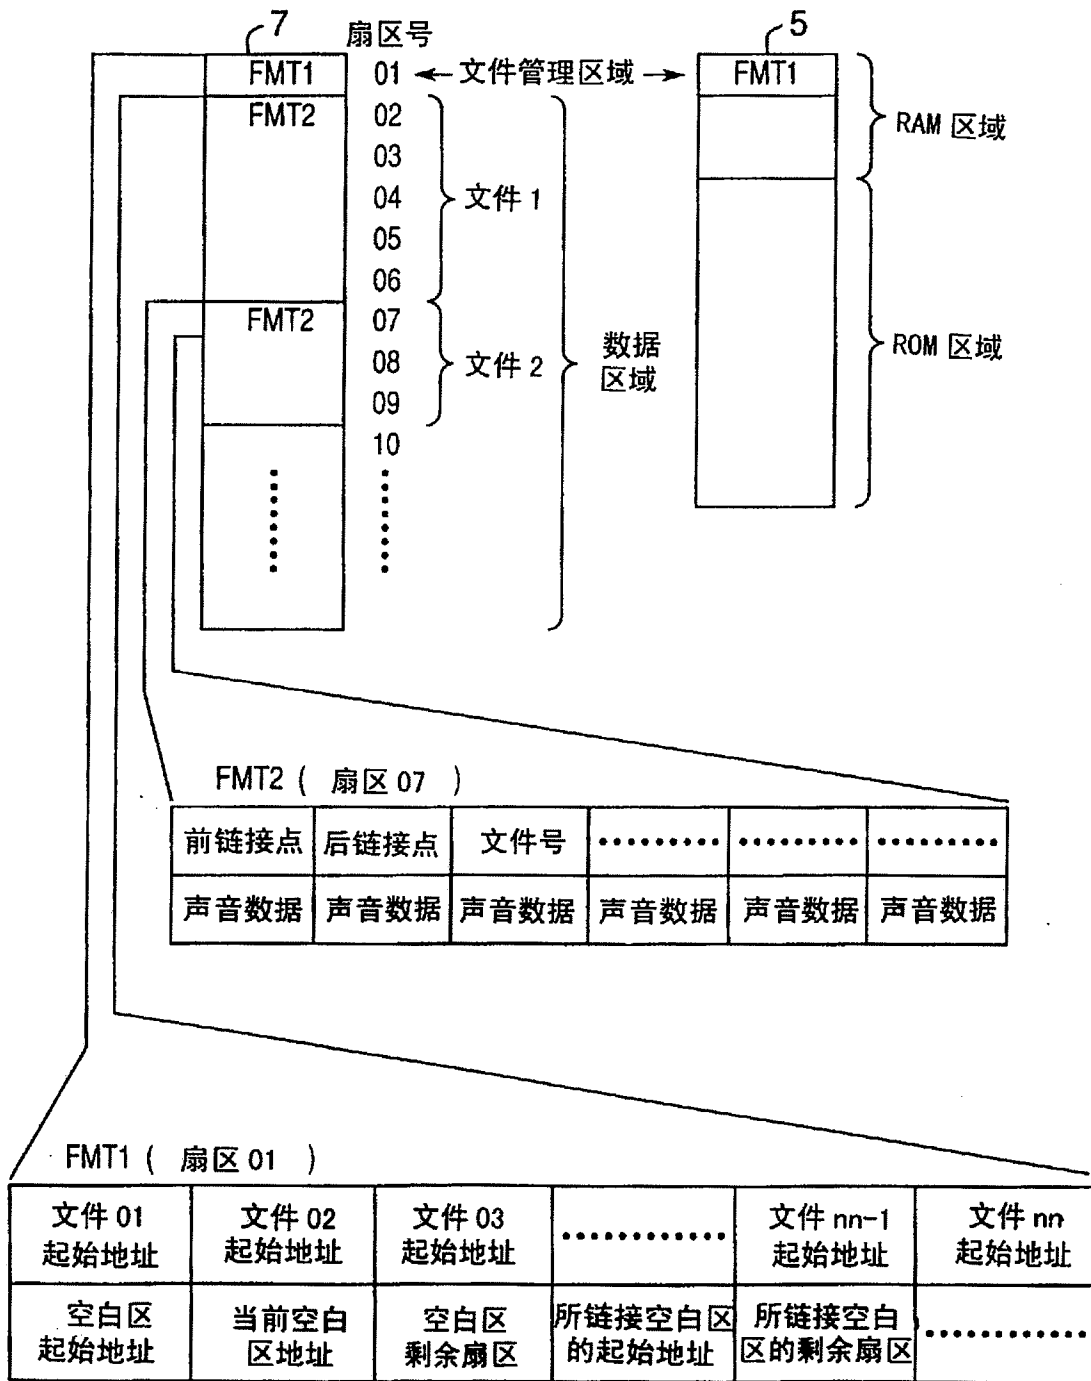 7
扇区号
5
FMT1
01
文件管理区域
FMT1
FMT2
02
03
04
05
06
文件 1
RAM 区域
FMT2
07
08
09
10
文件 2
数据
区域
ROM 区域
FMT2 ( 扇区 07 )
前链接点 后链接点 文件号 ·········· ·········· ··········
声音数据 声音数据 声音数据 声音数据 声音数据 声音数据
FMT1 ( 扇区 01 )
文件 01 文件 02 文件 03 ············· 文件 nn-1 文件 nn
起始地址 起始地址 起始地址 起始地址 起始地址
空白区 当前空白 空白区 所链接空白区 所链接空白 ·············
起始地址 区地址 剩余扇区 的起始地址 区的剩余扇区